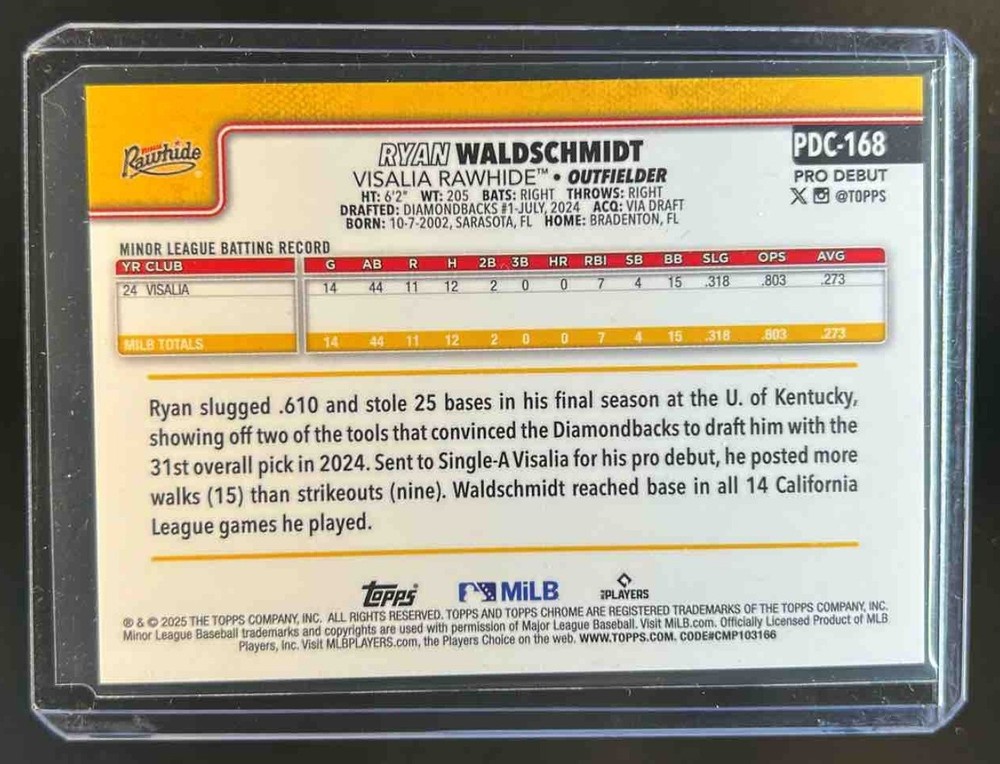 Rawhide
RYAN WALDSCHMIDT
PDC-168
VISALIA RAWHIDE™ • OUTFIELDER
PRO DEBUT
HT: 6'2" WT: 205 BATS: RIGHT THROWS: RIGHT
@TOPPS
DRAFTED: DIAMONDBACKS #1-JULY, 2024 ACQ: VIA DRAFT
BORN: 10-7-2002, SARASOTA, FL HOME: BRADENTON, FL
MINOR LEAGUE BATTING RECORD
YR CLUB G AB R H 2B 3B HR RBI SB BB SLG OPS AVG
24 VISALIA 14 44 11 12 2 0 0 7 4 15 .318 .803 .273
MILB TOTALS 14 44 11 12 2 0 0 7 4 15 .318 .803 .273
Ryan slugged .610 and stole 25 bases in his final season at the U. of Kentucky,
showing off two of the tools that convinced the Diamondbacks to draft him with the
31st overall pick in 2024. Sent to Single-A Visalia for his pro debut, he posted more
walks (15) than strikeouts (nine). Waldschmidt reached base in all 14 California
League games he played.
Topps MiLB PLAYERS
® & © 2025 THE TOPPS COMPANY, INC. ALL RIGHTS RESERVED. TOPPS AND TOPPS CHROME ARE REGISTERED TRADEMARKS OF THE TOPPS COMPANY, INC.
Minor League Baseball trademarks and copyrights are used with permission of Major League Baseball. Visit MiLB.com. Officially Licensed Product of MLB
Players, Inc. Visit MLBPLAYERS.com, the Players Choice on the web. WWW.TOPPS.COM. CODE#CMP103166